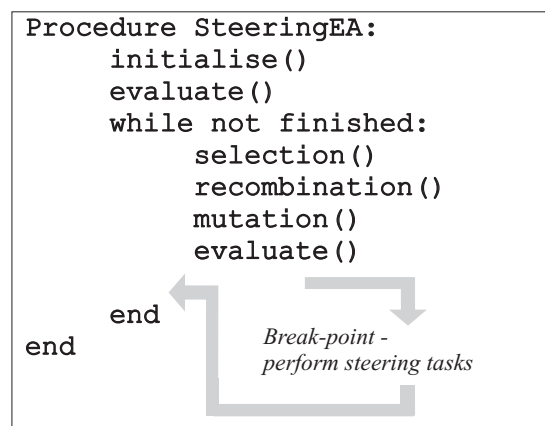 Procedure SteeringEA:
initialise()
evaluate()
while not finished:
selection()
recombination()
mutation()
evaluate()
end
end
Break-point -
perform steering tasks